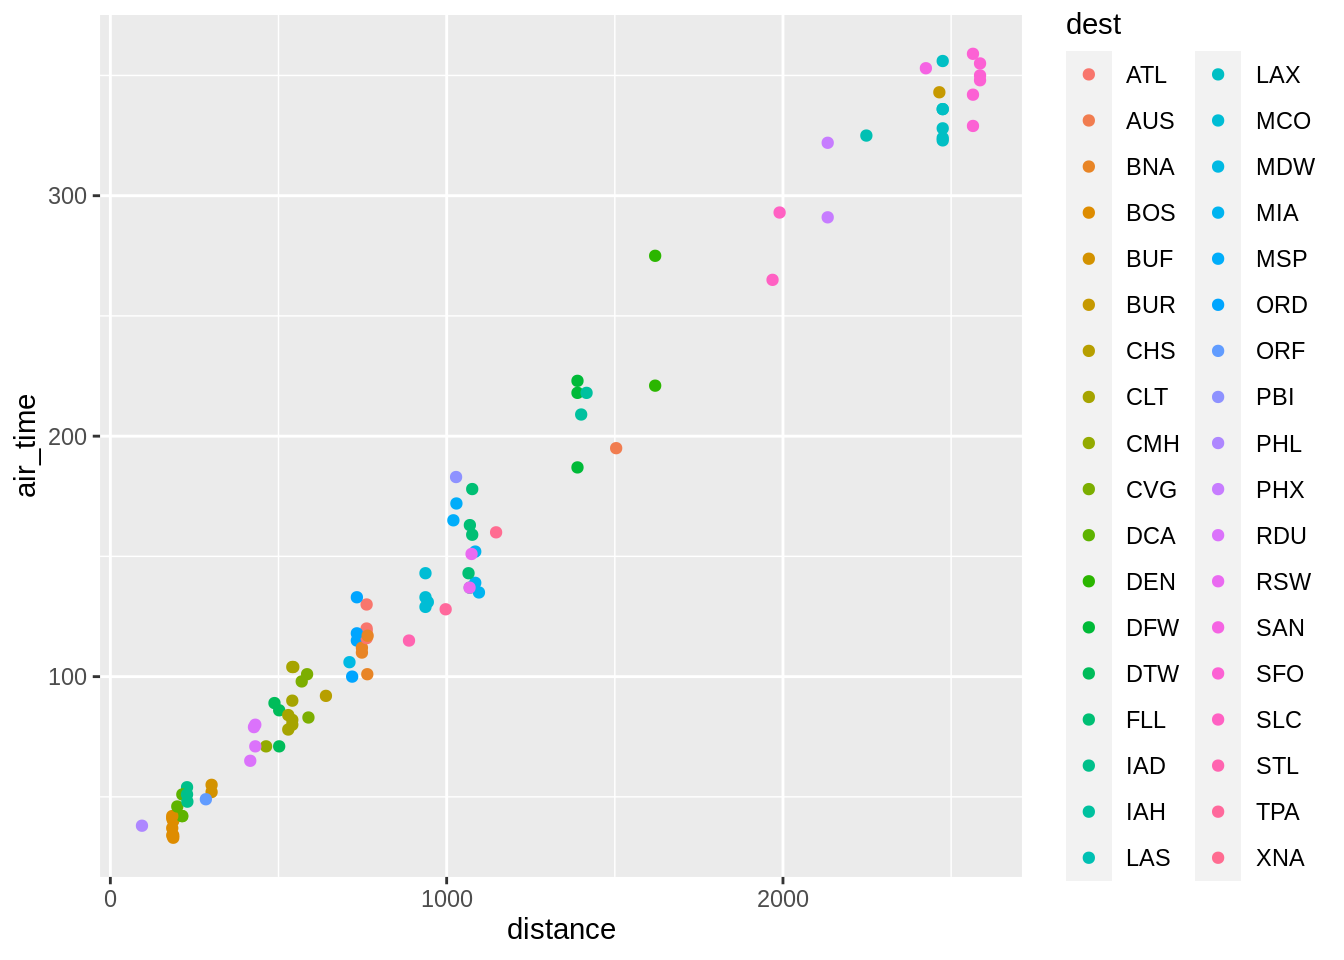 dest
ATL LAX
AUS MCO
BNA MDW
BOS MIA
BUF MSP
BUR ORD
CHS ORF
CLT PBI
CMH PHL
CVG PHX
DCA RDU
DEN RSW
DFW SAN
DTW SFO
FLL SLC
IAD STL
IAH TPA
LAS XNA
300
200
100
air_time
0 1000 2000
distance